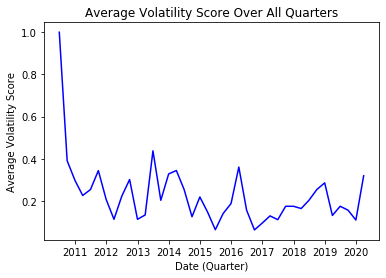 Average Volatility Score Over All Quarters
Average Volatility Score
1.0
0.8
0.6
0.4
0.2
2011 2012 2013 2014 2015 2016 2017 2018 2019 2020
Date (Quarter)